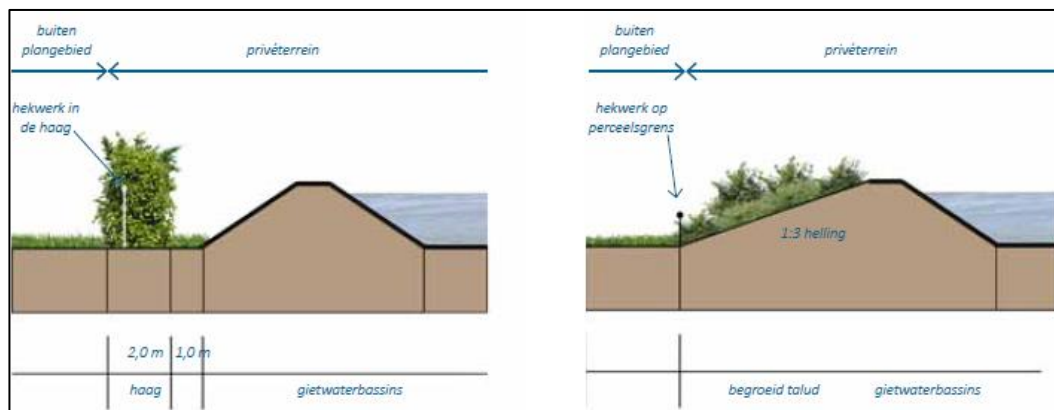 buiten
plangebied
privéterrein
hekwerk in
de haag
2,0 m
1,0 m
haag
gietwaterbassins
buiten
plangebied
privéterrein
hekwerk op
perceelsgrens
1:3 helling
begroeid talud
gietwaterbassins